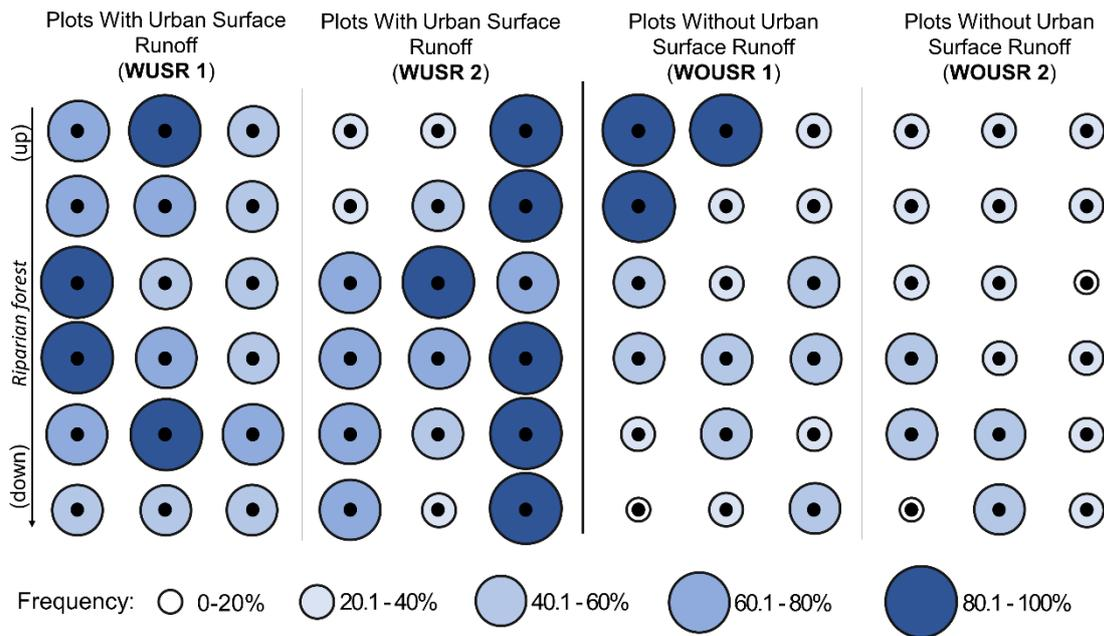 Plots With Urban Surface
Runoff
(WUSR 1)
Plots With Urban Surface
Runoff
(WUSR 2)
Plots Without Urban
Surface Runoff
(WOUSR 1)
Plots Without Urban
Surface Runoff
(WOUSR 2)
(up)
Riparian forest
(down)
Frequency: 0-20% 20.1 - 40% 40.1 - 60% 60.1 - 80% 80.1 - 100%